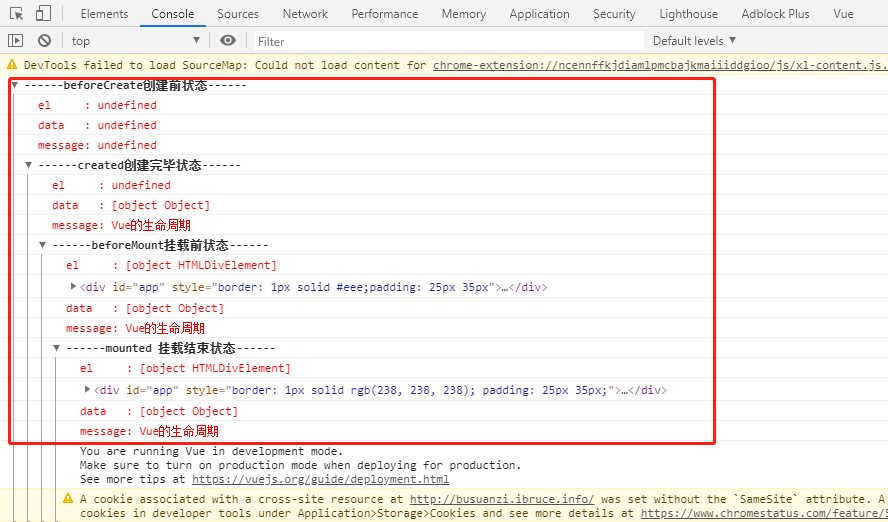 Elements Console Sources Network Performance Memory Application Security Lighthouse Adblock Plus Vue
top Filter Default levels
DevTools failed to load SourceMap: Could not load content for chrome-extension://ncennffkjdiamlpmcbajkmaiiiddgioo/js/xl-content.js.
------beforeCreate创建前状态------
el : undefined
data : undefined
message: undefined
------created创建完毕状态------
el : undefined
data : [object Object]
message: Vue的生命周期
------beforeMount挂载前状态------
el : [object HTMLDivElement]
<div id="app" style="border: 1px solid #eee;padding: 25px 35px">…</div>
data : [object Object]
message: Vue的生命周期
------mounted 挂载结束状态------
el : [object HTMLDivElement]
<div id="app" style="border: 1px solid rgb(238, 238, 238); padding: 25px 35px;">…</div>
data : [object Object]
message: Vue的生命周期
You are running Vue in development mode.
Make sure to turn on production mode when deploying for production.
See more tips at https://vuejs.org/guide/deployment.html
A cookie associated with a cross-site resource at http://busuanzi.ibruce.info/ was set without the `SameSite` attribute. A
cookies in developer tools under Application>Storage>Cookies and see more details at https://www.chromestatus.com/feature/5